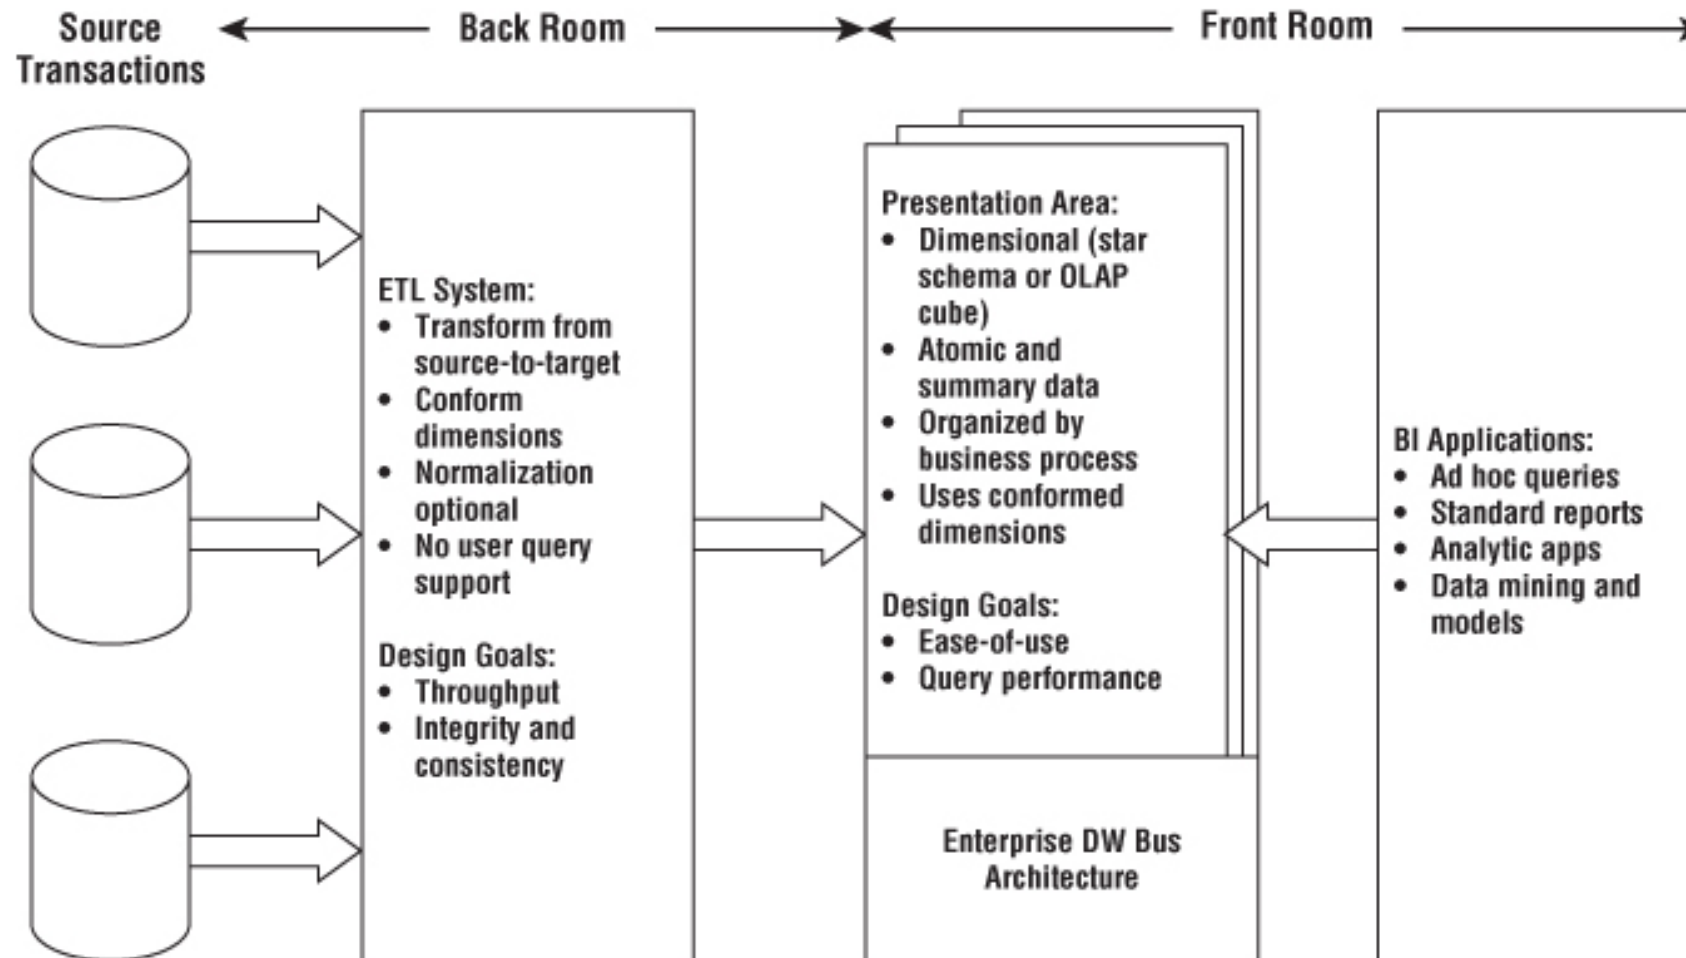 Source
Transactions
Back Room
Front Room
ETL System:
• Transform from
source-to-target
• Conform
dimensions
• Normalization
optional
• No user query
support
Design Goals:
• Throughput
• Integrity and
consistency
Presentation Area:
• Dimensional (star
schema or OLAP
cube)
• Atomic and
summary data
• Organized by
business process
• Uses conformed
dimensions
Design Goals:
• Ease-of-use
• Query performance
Enterprise DW Bus
Architecture
BI Applications:
• Ad hoc queries
• Standard reports
• Analytic apps
• Data mining and
models